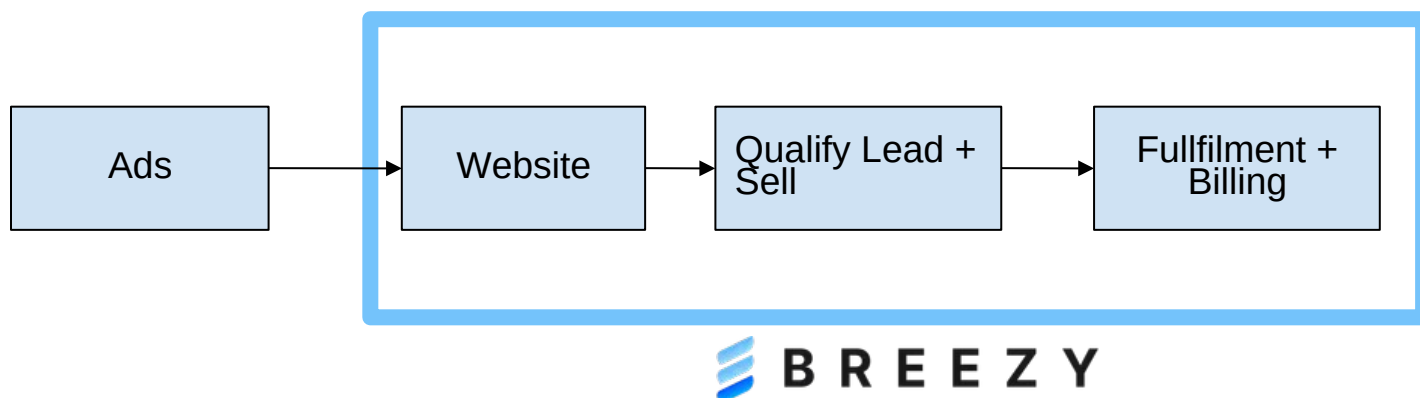 Ads
Website
Qualify Lead +
Sell
Fullfilment +
Billing
BREEZY